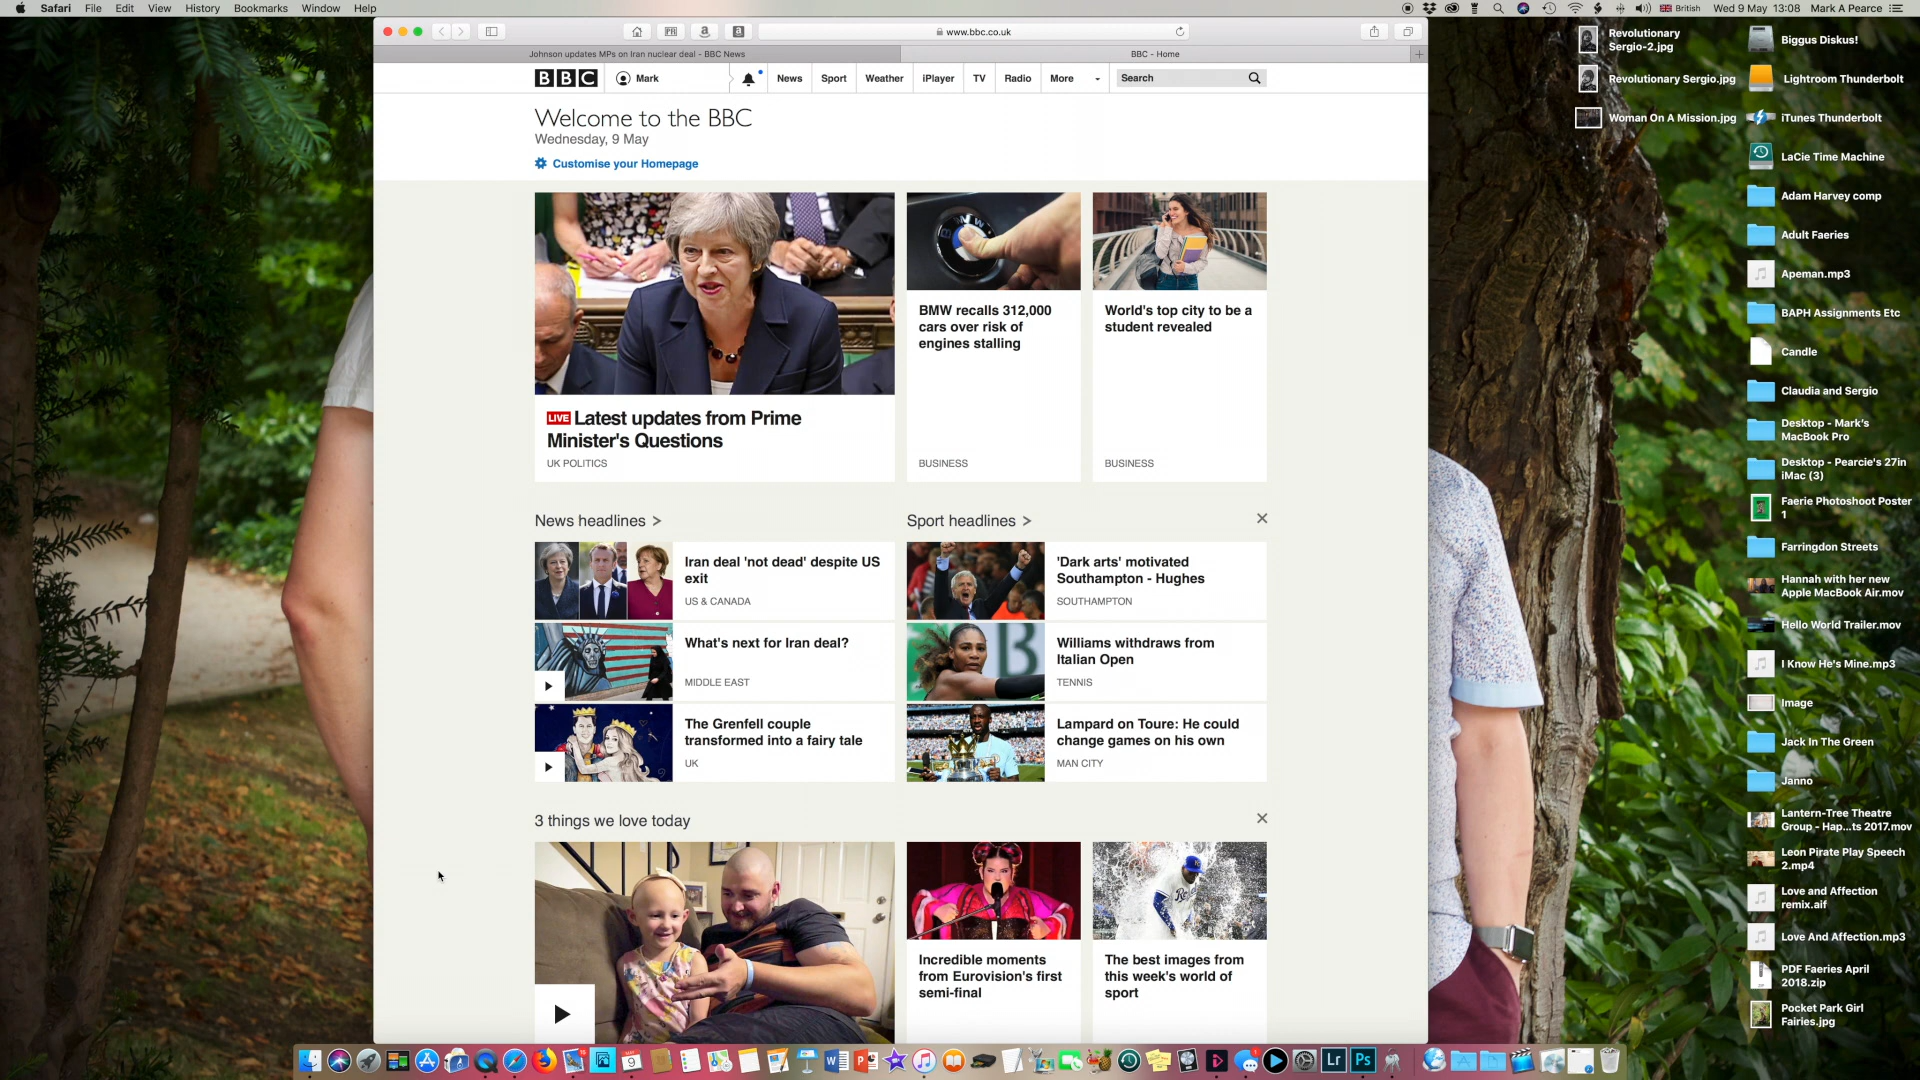 Safari File Edit View History Bookmarks Window Help
British Wed 9 May 13:08 Mark A Pearce
www.bbc.co.uk
Johnson updates MPs on Iran nuclear deal - BBC News
BBC - Home
BBC Mark News Sport Weather iPlayer TV Radio More Search
Welcome to the BBC
Wednesday, 9 May
Customise your Homepage
LIVE Latest updates from Prime
Minister's Questions
UK POLITICS
BMW recalls 312,000
cars over risk of
engines stalling
BUSINESS
World's top city to be a
student revealed
BUSINESS
News headlines >
Iran deal 'not dead' despite US
exit
US & CANADA
What's next for Iran deal?
MIDDLE EAST
The Grenfell couple
transformed into a fairy tale
UK
Sport headlines >
'Dark arts' motivated
Southampton - Hughes
SOUTHAMPTON
Williams withdraws from
Italian Open
TENNIS
Lampard on Toure: He could
change games on his own
MAN CITY
3 things we love today
Incredible moments
from Eurovision's first
semi-final
The best images from
this week's world of
sport
Revolutionary
Sergio-2.jpg
Revolutionary Sergio.jpg
Woman On A Mission.jpg
Biggus Diskus!
Lightroom Thunderbolt
iTunes Thunderbolt
LaCie Time Machine
Adam Harvey comp
Adult Faeries
Apeman.mp3
BAPH Assignments Etc
Candle
Claudia and Sergio
Desktop - Mark's
MacBook Pro
Desktop - Pearcie's 27in
iMac (3)
Faerie Photoshoot Poster
1
Farringdon Streets
Hannah with her new
Apple MacBook Air.mov
Hello World Trailer.mov
I Know He's Mine.mp3
Image
Jack In The Green
Janno
Lantern-Tree Theatre
Group - Hap...ts 2017.mov
Leon Pirate Play Speech
2.mp4
Love and Affection
remix.aif
Love And Affection.mp3
PDF Faeries April
2018.zip
Pocket Park Girl
Fairies.jpg
Lr Ps